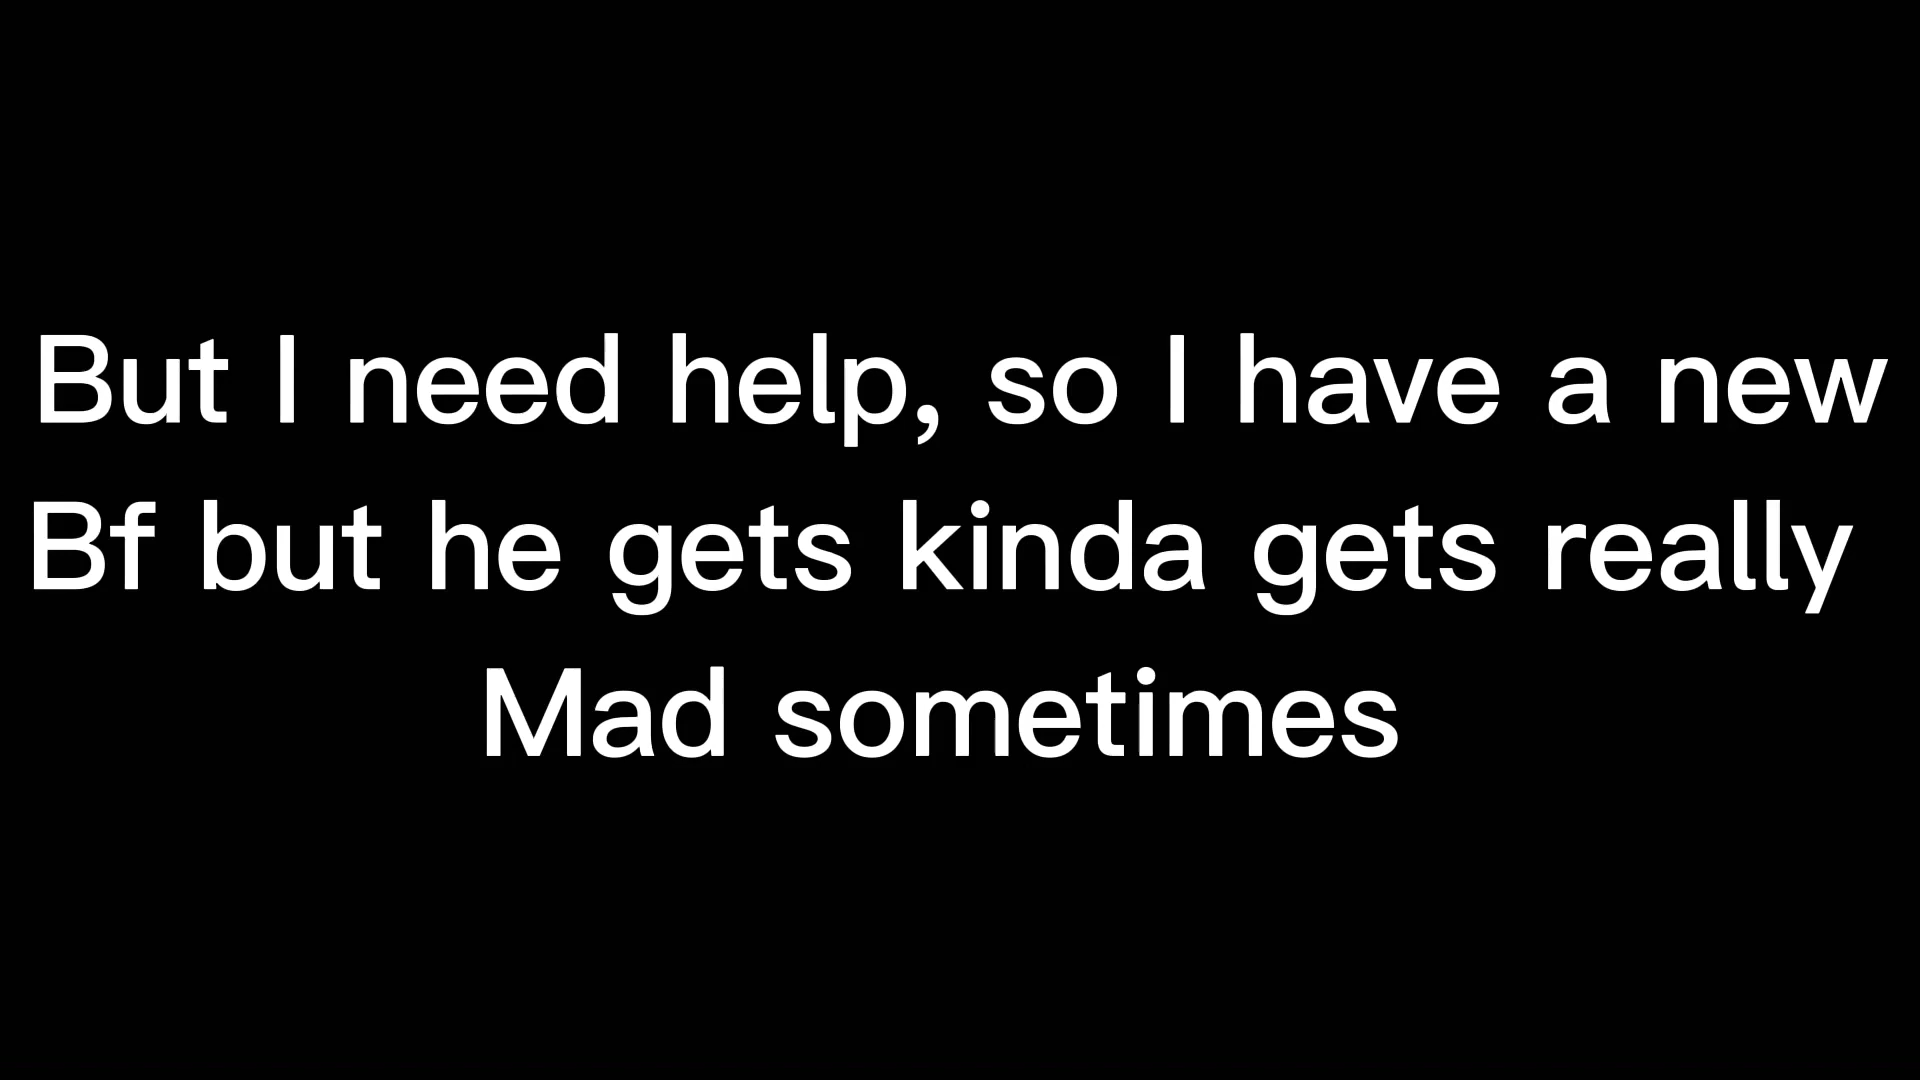 But I need help, so I have a new
Bf but he gets kinda gets really
Mad sometimes